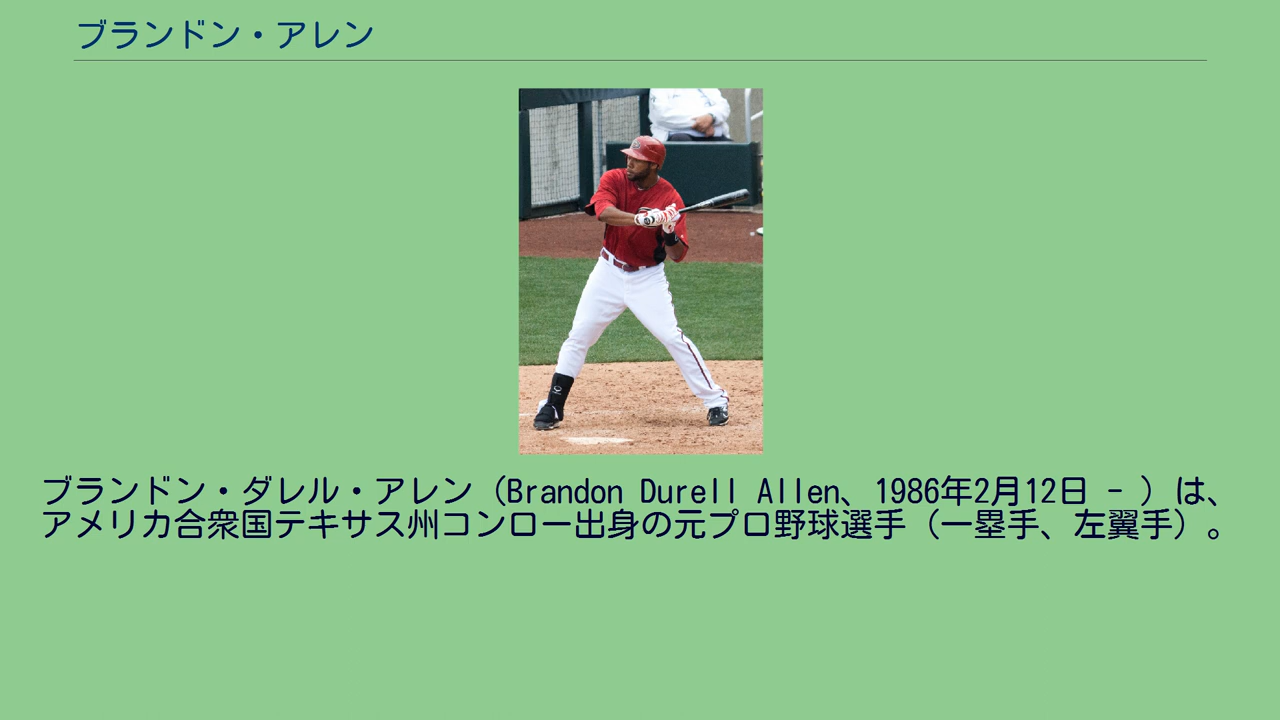 ブランドン・アレン
ブランドン・ダレル・アレン（Brandon Durell Allen、1986年2月12日 - ）は、
アメリカ合衆国テキサス州コンロー出身の元プロ野球選手（一塁手、左翼手）。